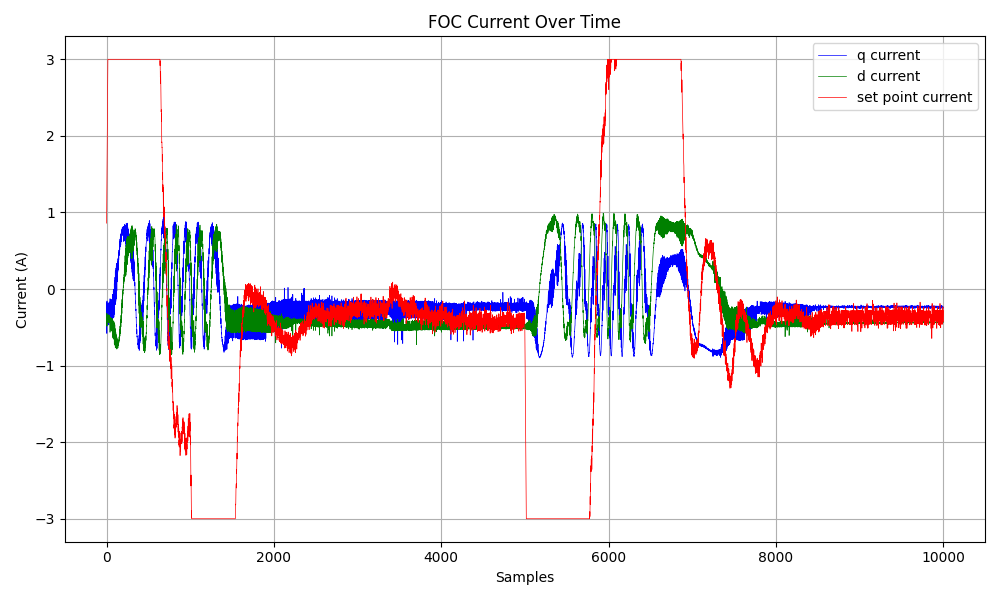 FOC Current Over Time
q current
d current
set point current
Current (A)
3
2
1
0
−1
−2
−3
0
2000
4000
6000
8000
10000
Samples